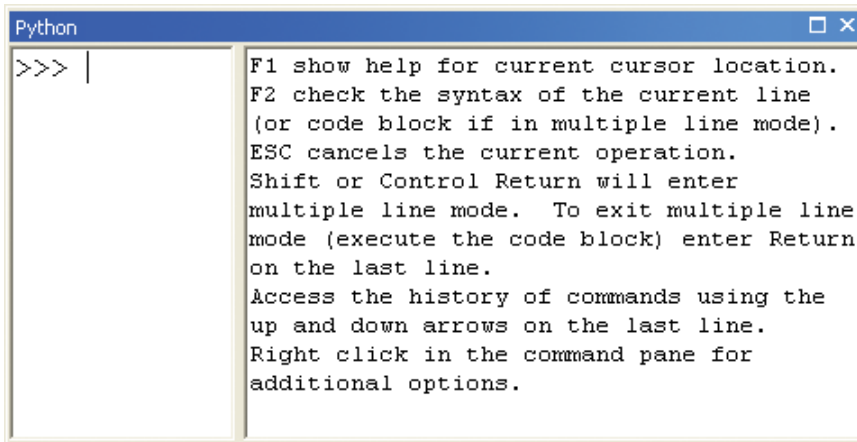 Python
>>>
F1 show help for current cursor location.
F2 check the syntax of the current line
(or code block if in multiple line mode).
ESC cancels the current operation.
Shift or Control Return will enter
multiple line mode.  To exit multiple line
mode (execute the code block) enter Return
on the last line.
Access the history of commands using the
up and down arrows on the last line.
Right click in the command pane for
additional options.